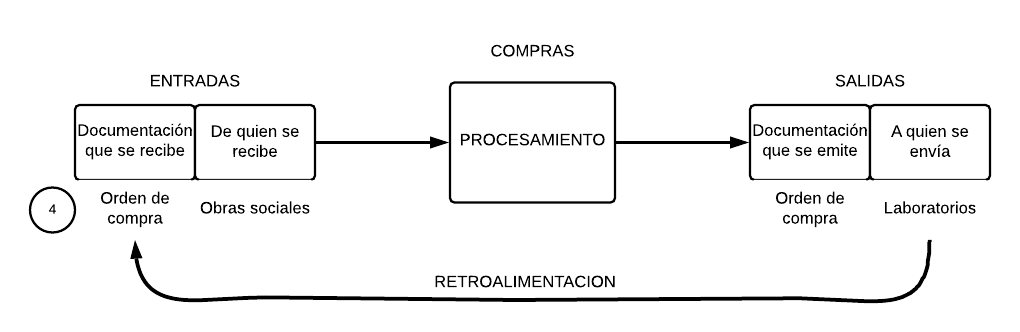 COMPRAS
ENTRADAS
SALIDAS
Documentación
que se recibe
De quien se
recibe
PROCESAMIENTO
Documentación
que se emite
A quien se
envía
4
Orden de
compra
Obras sociales
Orden de
compra
Laboratorios
RETROALIMENTACION